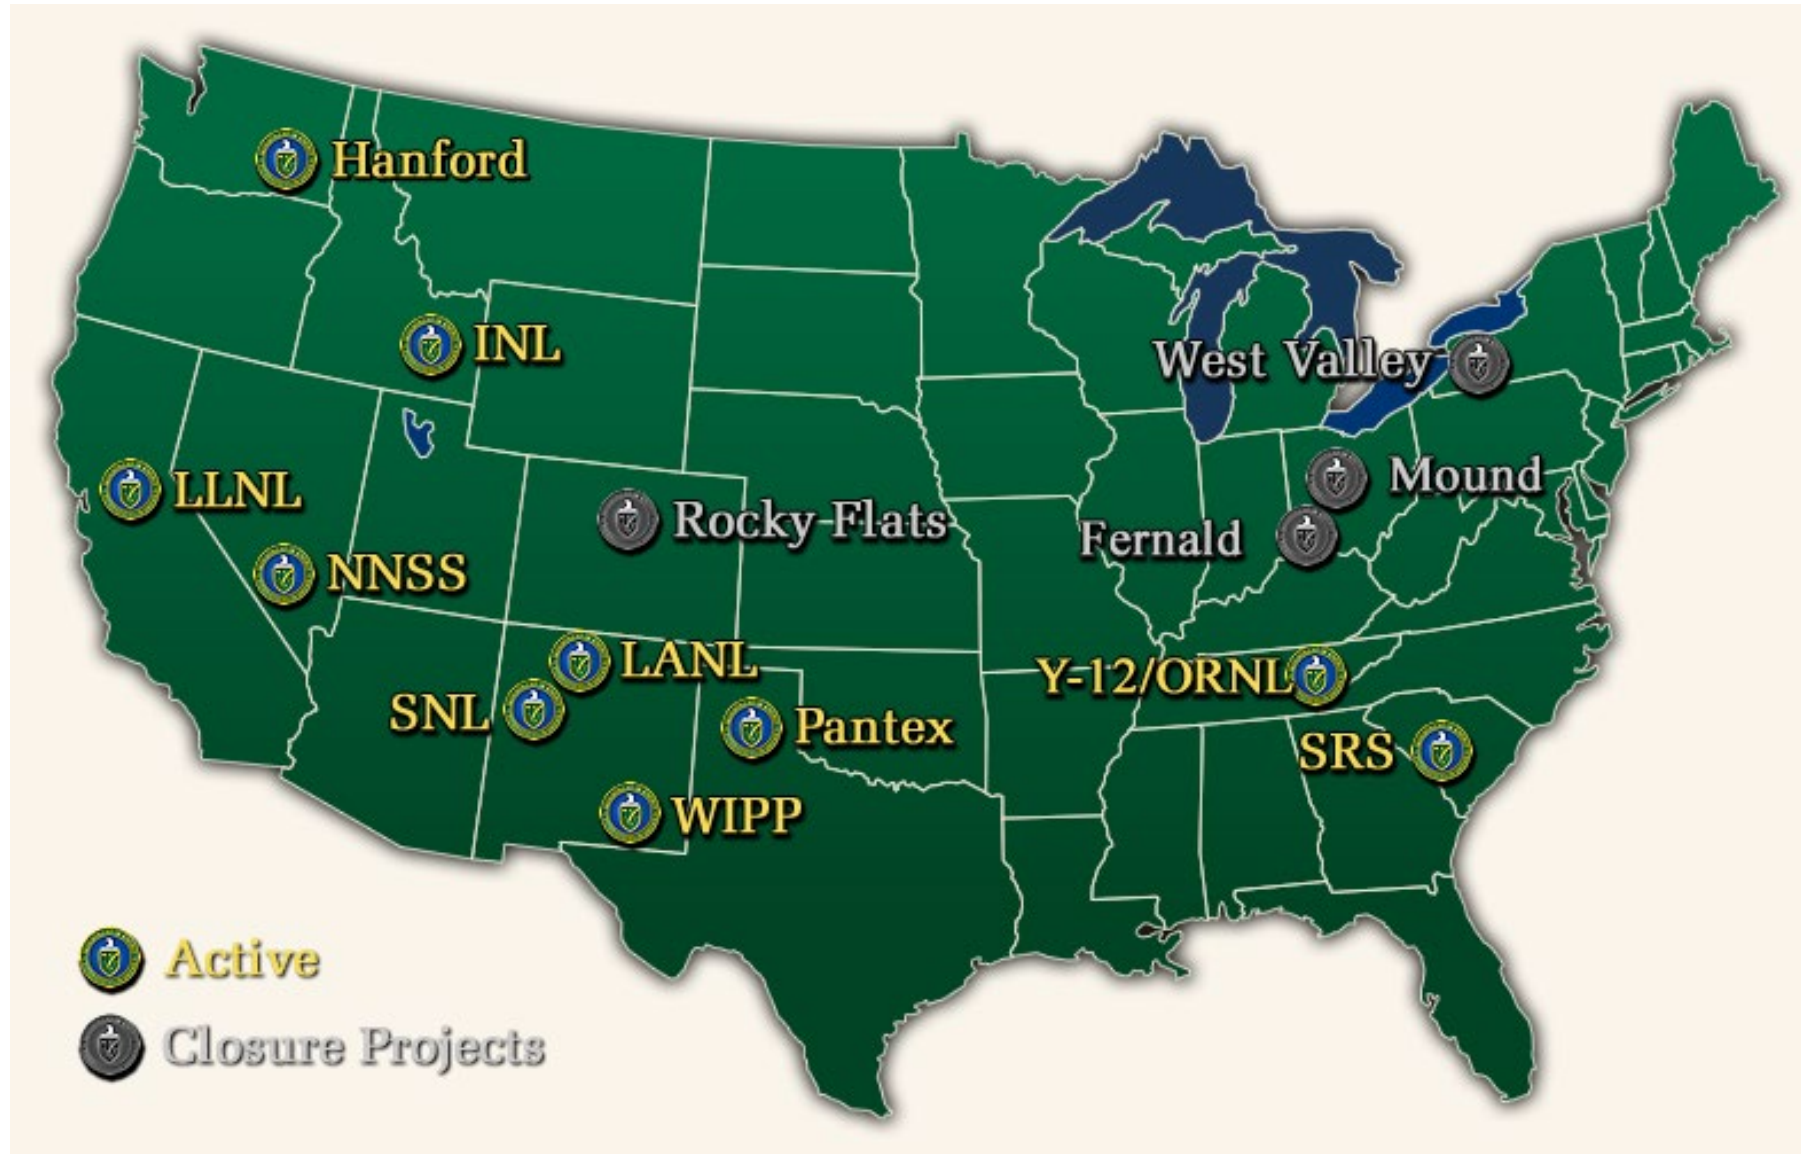 Hanford
INL
West Valley
LLNL
Rocky Flats
Mound
Fernald
NNSS
LANL
Y-12/ORNL
SNL
Pantex
SRS
WIPP
Active
Closure Projects